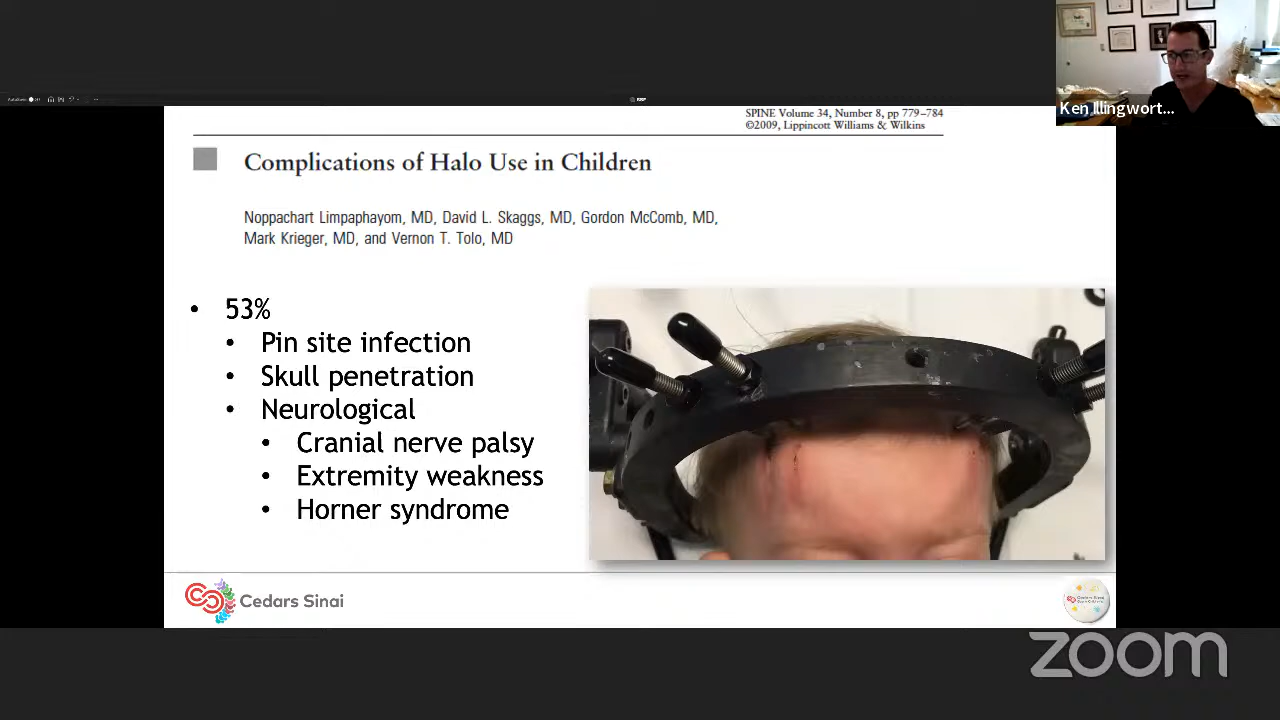 Ken Illingwort...
SPINE Volume 34, Number 8, pp 779–784
©2009, Lippincott Williams & Wilkins
Complications of Halo Use in Children
Noppachart Limpaphayom, MD, David L. Skaggs, MD, Gordon McComb, MD,
Mark Krieger, MD, and Vernon T. Tolo, MD
• 53%
• Pin site infection
• Skull penetration
• Neurological
• Cranial nerve palsy
• Extremity weakness
• Horner syndrome
Cedars Sinai
zoom